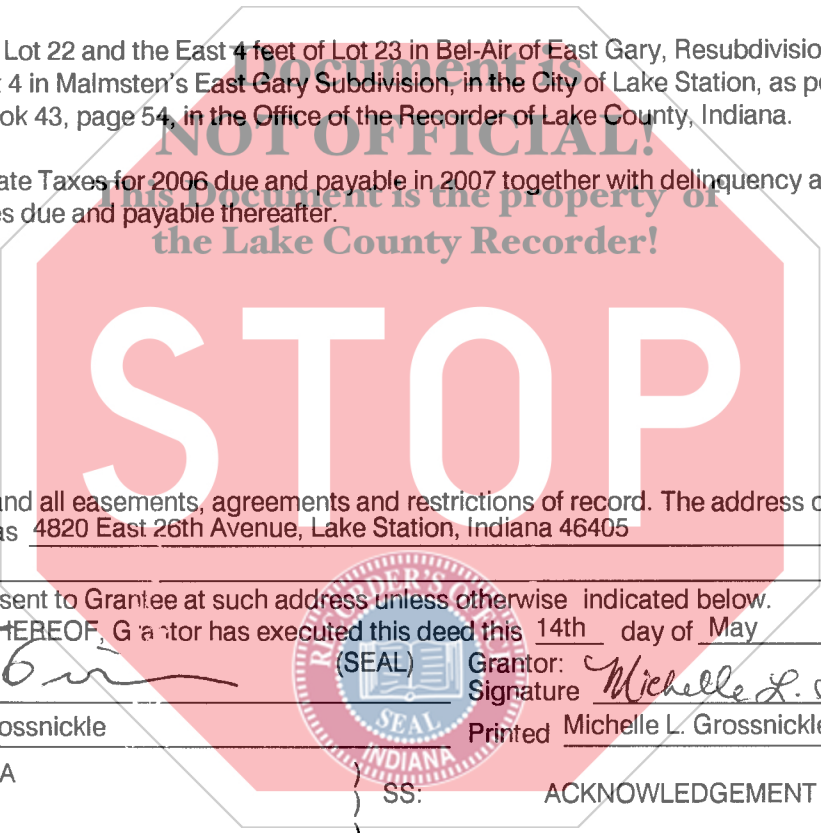 Lot 22 and the East 4 feet of Lot 23 in Bel-Air of East Gary, Resubdivisio
4 in Malmsten's East Gary Subdivision, in the City of Lake Station, as pe
ok 43, page 54, in the Office of the Recorder of Lake County, Indiana.
Document is
NOT OFFICIAL!
This Document is the property of
the Lake County Recorder!
ate Taxes for 2006 due and payable in 2007 together with delinquency a
es due and payable thereafter.
STOP
and all easements, agreements and restrictions of record. The address o
as 4820 East 26th Avenue, Lake Station, Indiana 46405
sent to Grantee at such address unless otherwise indicated below.
HEREOF, Grantor has executed this deed this 14th day of May
(SEAL) Grantor:
Signature Michelle L.
ossnickle Printed Michelle L. Grossnickle
A ) SS: ACKNOWLEDGEMENT
)
)
RECORDER'S OFFICE
SEAL
INDIANA